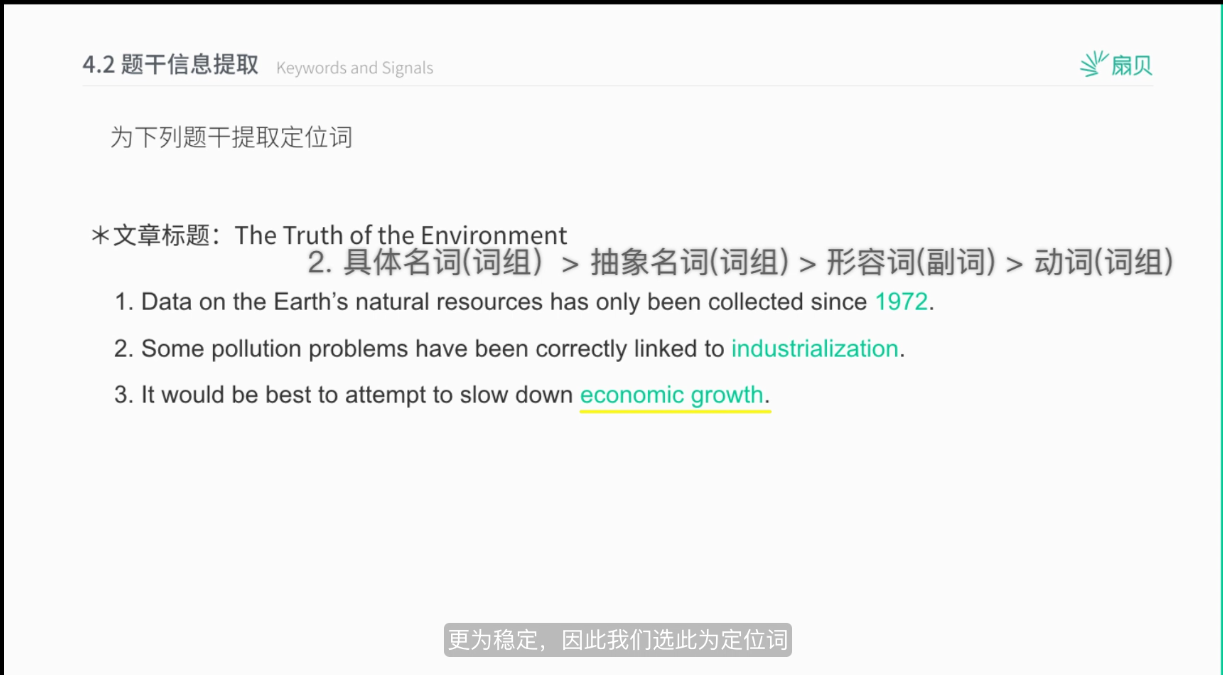 4.2 题干信息提取 Keywords and Signals
扇贝
为下列题干提取定位词
＊文章标题：The Truth of the Environment
2. 具体名词(词组) > 抽象名词(词组) > 形容词(副词) > 动词(词组)
1. Data on the Earth’s natural resources has only been collected since 1972.
2. Some pollution problems have been correctly linked to industrialization.
3. It would be best to attempt to slow down economic growth.
更为稳定，因此我们选此为定位词